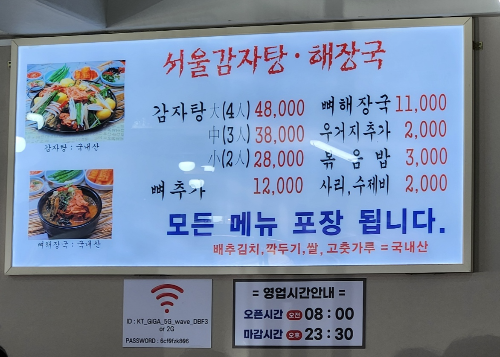 서울감자탕·해장국
감자탕 大(4人) 48,000
中(3人) 38,000
小(2人) 28,000
뼈추가 12,000
뼈해장국 11,000
우거지추가 2,000
볶음밥 3,000
사리,수제비 2,000
감자탕 : 국내산
뼈해장국 : 국내산
모든 메뉴 포장 됩니다.
배추김치,깍두기,쌀, 고춧가루 = 국내산
ID : KT_GIGA_5G_wave_DBF3
or 2G
PASSWORD :
= 영업시간안내 =
오픈시간 오전 08 : 00
마감시간 오후 23 : 30